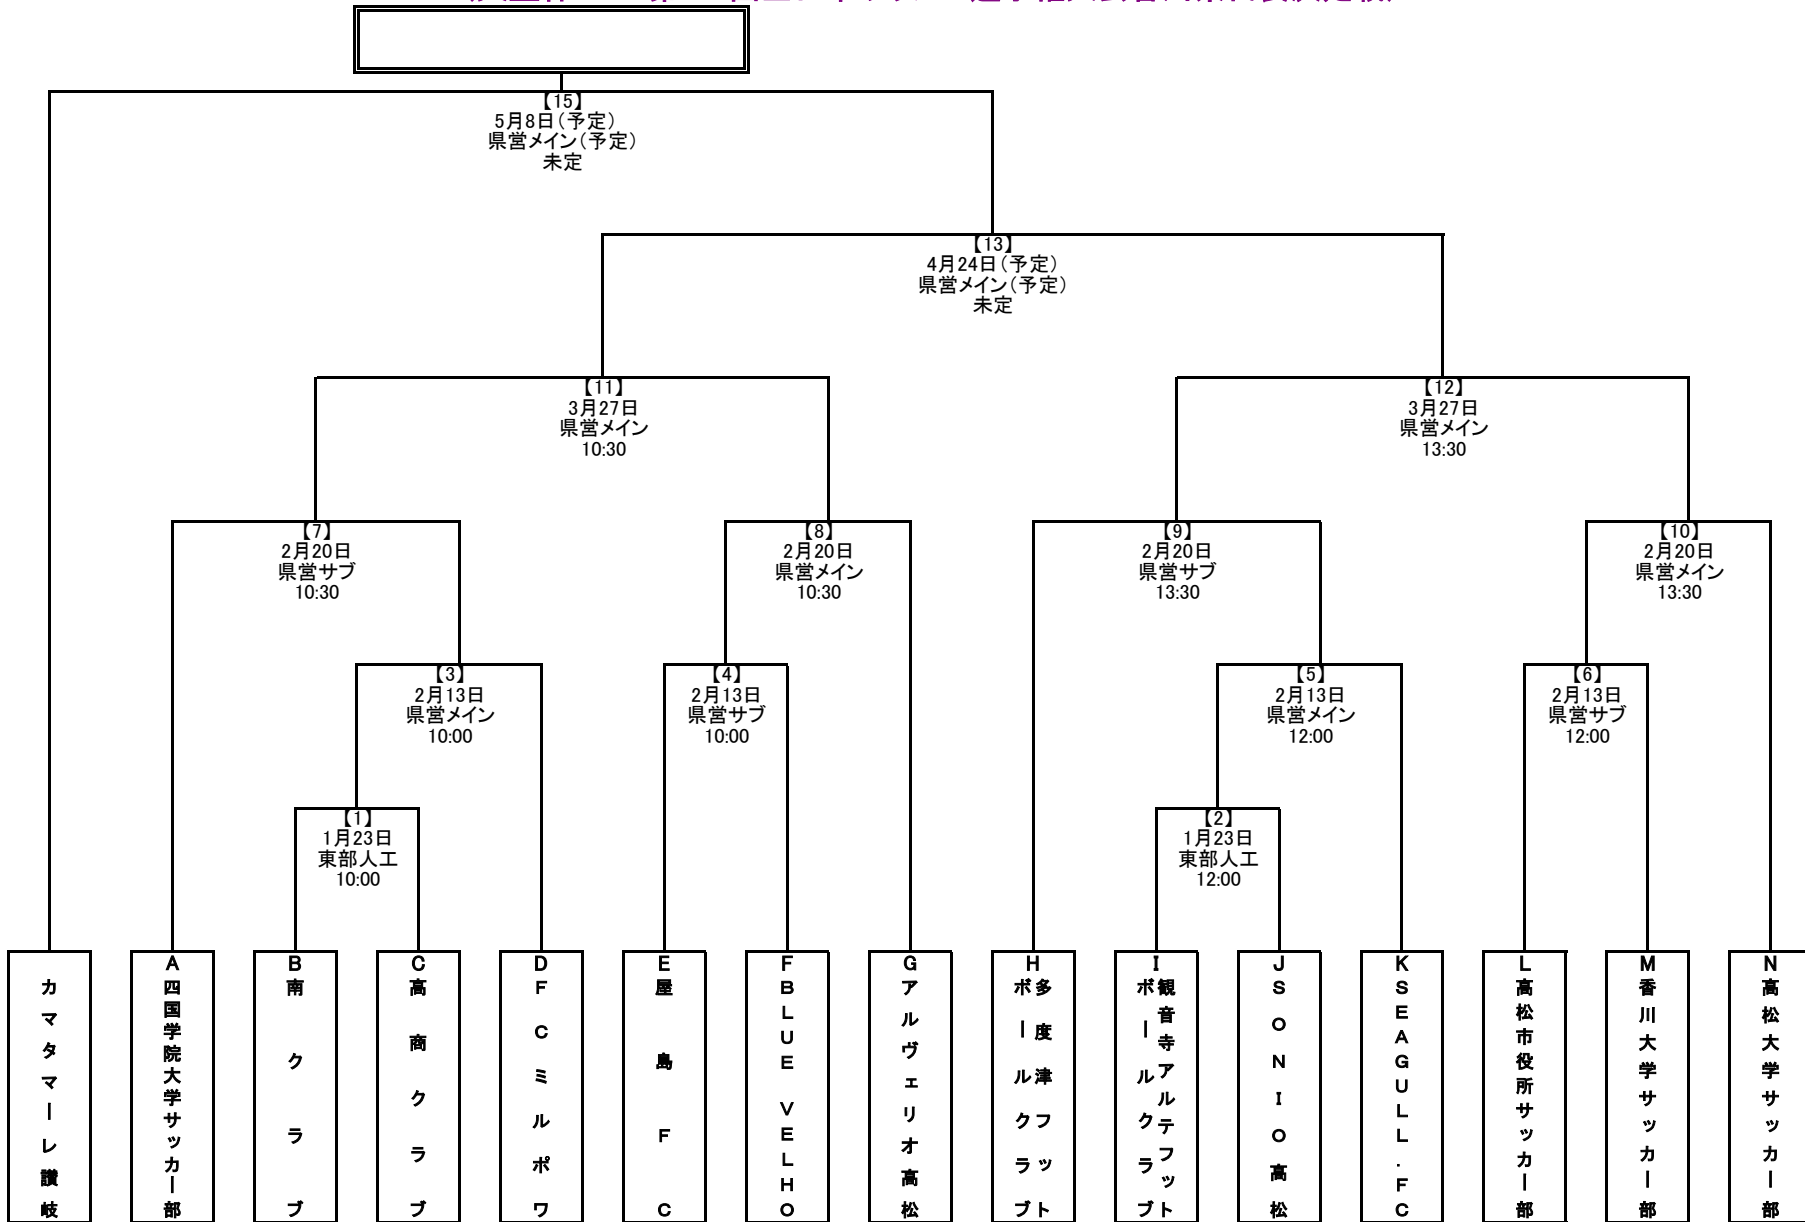 【15】
5月8日（予定）
県営メイン（予定）
未定
【13】
4月24日（予定）
県営メイン（予定）
未定
【11】
3月27日
県営メイン
10:30
【12】
3月27日
県営メイン
13:30
【7】
2月20日
県営サブ
10:30
【8】
2月20日
県営メイン
10:30
【9】
2月20日
県営サブ
13:30
【10】
2月20日
県営メイン
13:30
【3】
2月13日
県営メイン
10:00
【4】
2月13日
県営サブ
10:00
【5】
2月13日
県営メイン
12:00
【6】
2月13日
県営サブ
12:00
【1】
1月23日
東部人工
10:00
【2】
1月23日
東部人工
12:00
カマタマーレ讃岐
A
四国学院大学サッカー部
B
南クラブ
C
高商クラブ
D
FCミルポワ
E
屋島FC
F
BLUE VELHO
G
アルヴェリオ高松
H
多度津フット
ボールクラブ
I
観音寺アルテフット
ボールクラブ
J
SONIO高松
K
SEAGULL.FC
L
高松市役所サッカー部
M
香川大学サッカー部
N
高松大学サッカー部